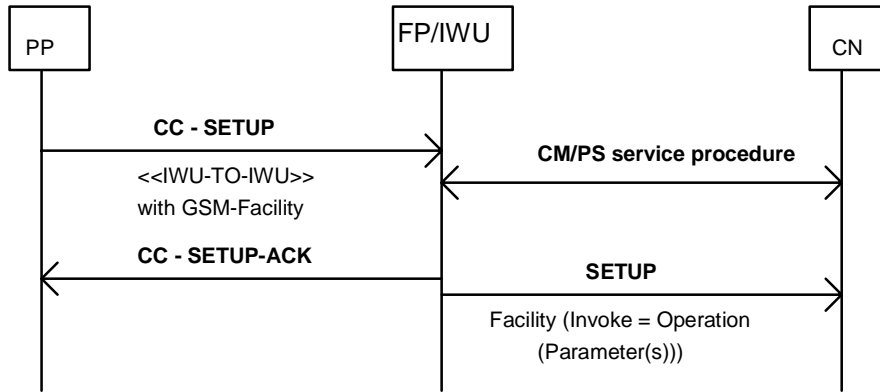 PP
FP/IWU
CN
CC - SETUP
CM/PS service procedure
<<IWU-TO-IWU>>
with GSM-Facility
CC - SETUP-ACK
SETUP
Facility (Invoke = Operation
(Parameter(s)))